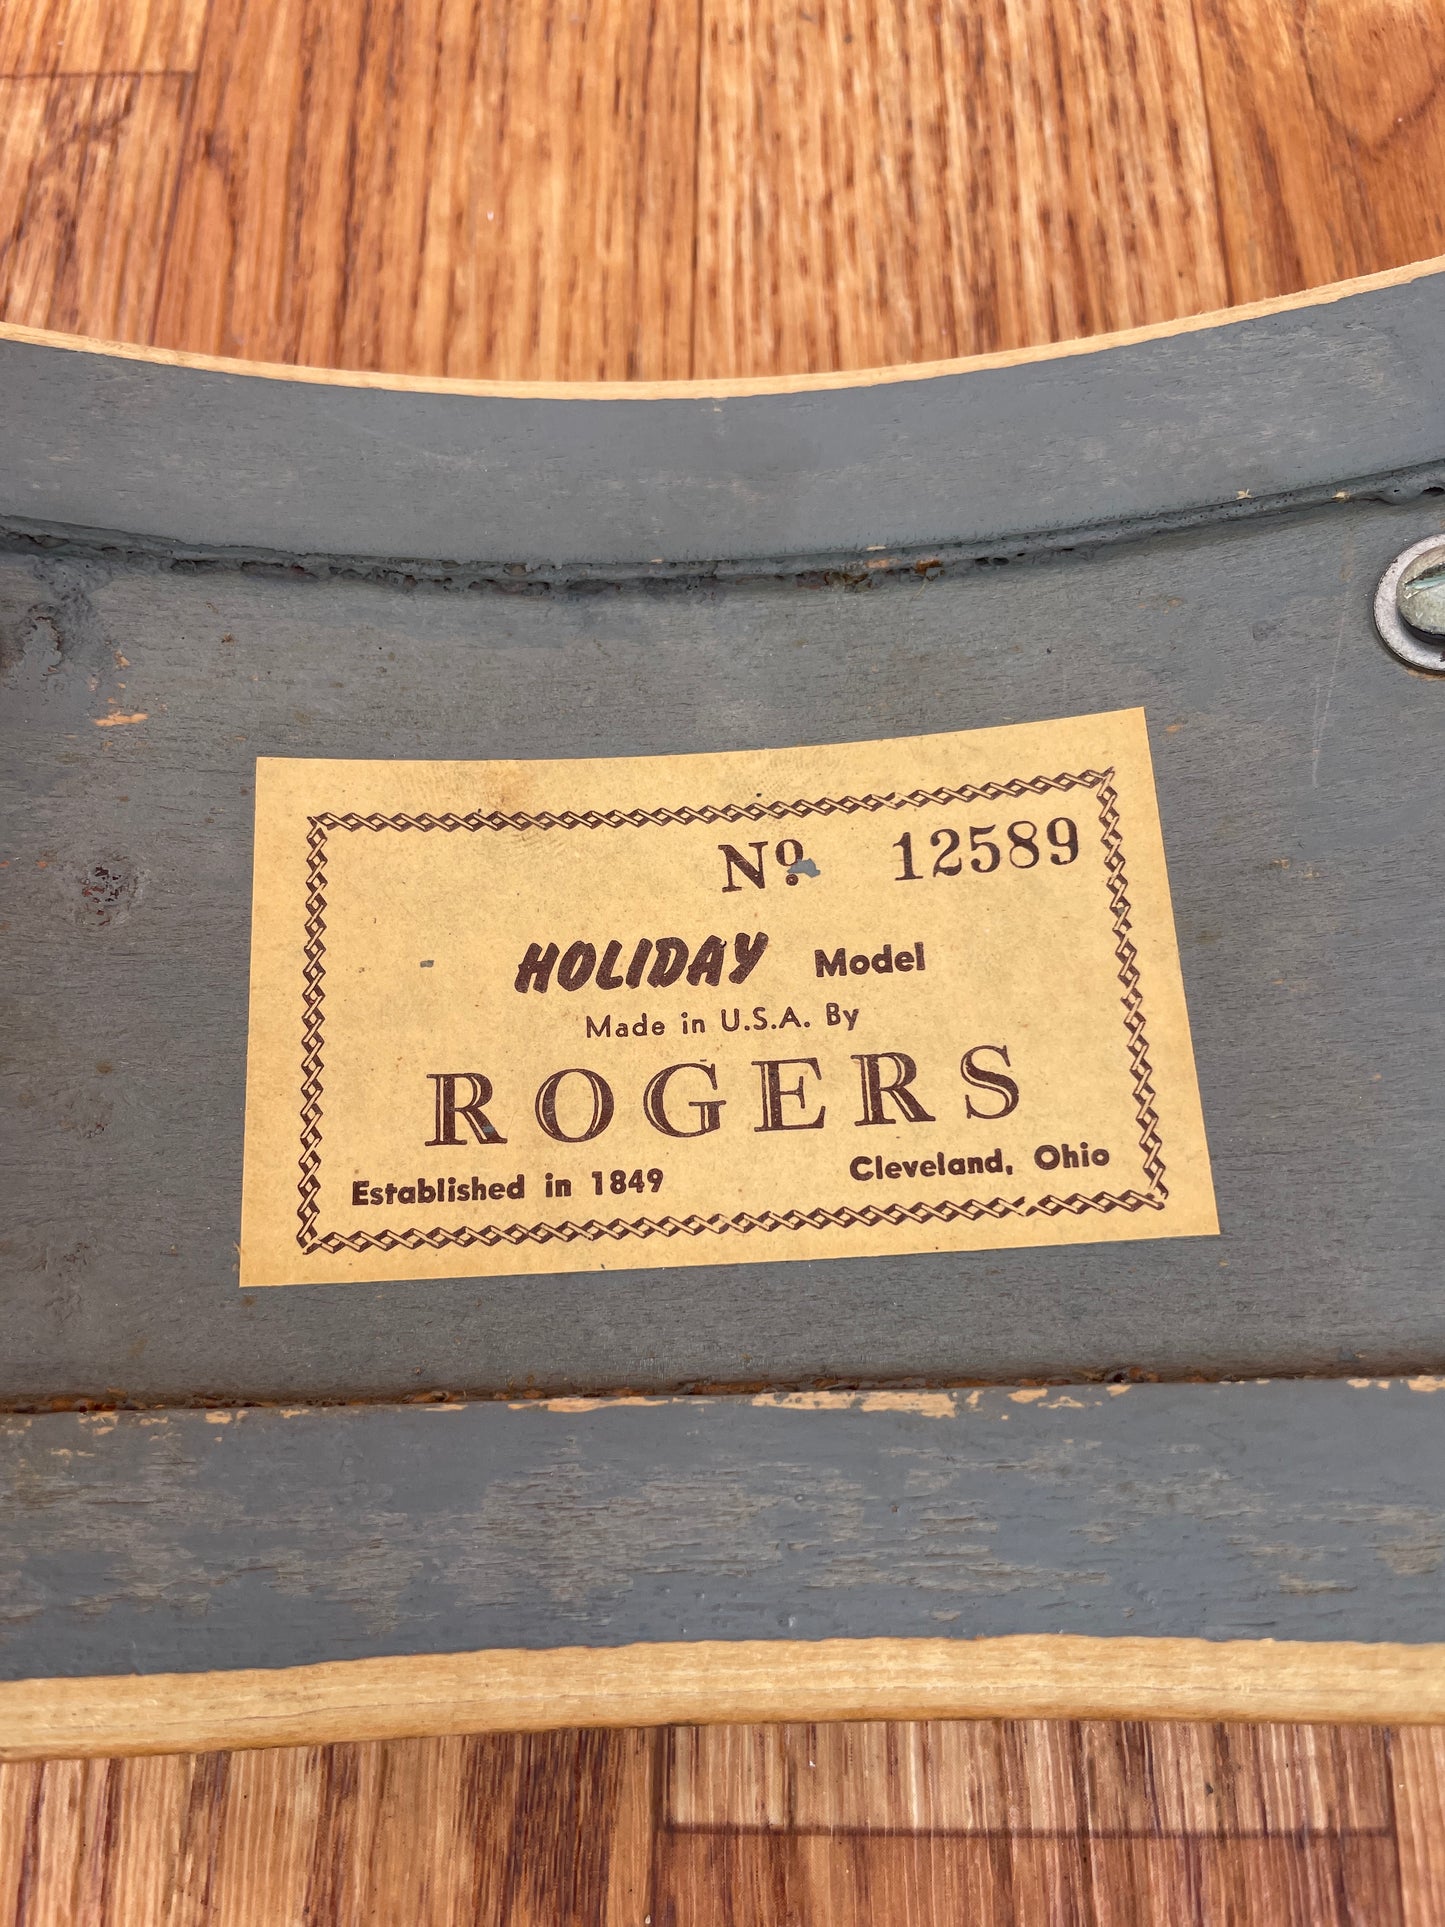 Nº 12589
HOLIDAY Model
Made in U.S.A. By
ROGERS
Established in 1849 Cleveland, Ohio